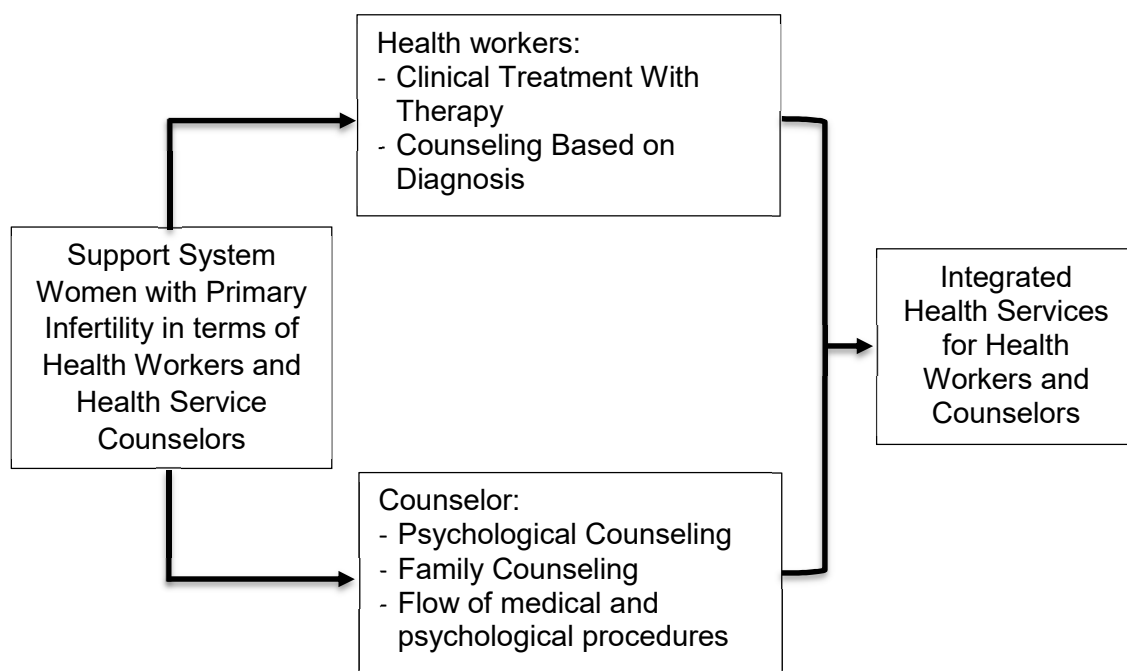 Health workers:
- Clinical Treatment With
Therapy
- Counseling Based on
Diagnosis
Support System
Women with Primary
Infertility in terms of
Health Workers and
Health Service
Counselors
Integrated
Health Services
for Health
Workers and
Counselors
Counselor:
- Psychological Counseling
- Family Counseling
- Flow of medical and
psychological procedures